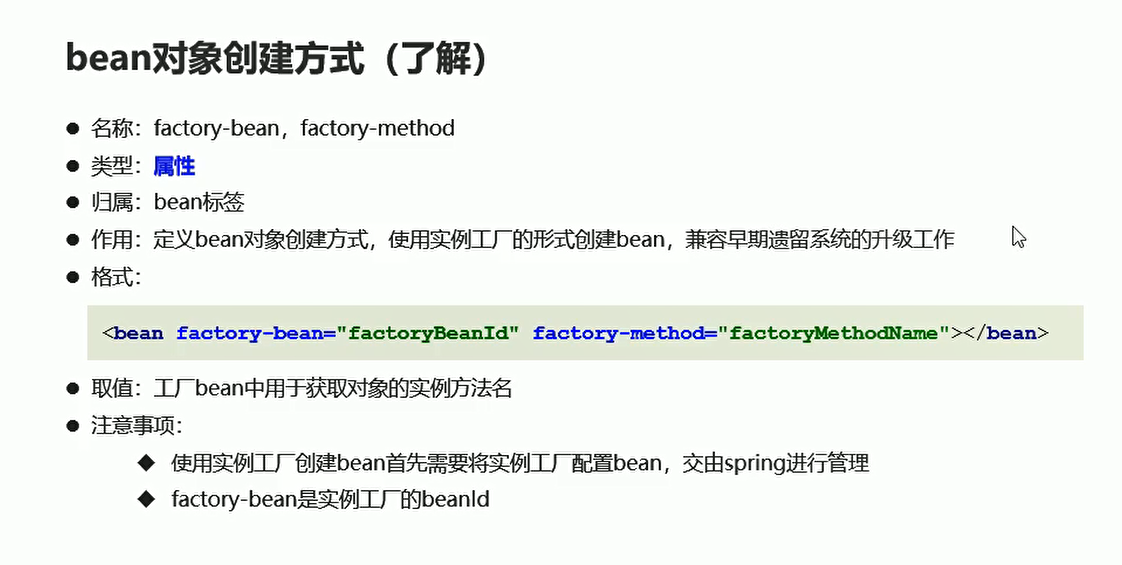 bean对象创建方式（了解）
● 名称：factory-bean，factory-method
● 类型：属性
● 归属：bean标签
● 作用：定义bean对象创建方式，使用实例工厂的形式创建bean，兼容早期遗留系统的升级工作
● 格式：
<bean factory-bean="factoryBeanId" factory-method="factoryMethodName"></bean>
● 取值：工厂bean中用于获取对象的实例方法名
● 注意事项：
◆ 使用实例工厂创建bean首先需要将实例工厂配置bean，交由spring进行管理
◆ factory-bean是实例工厂的beanId